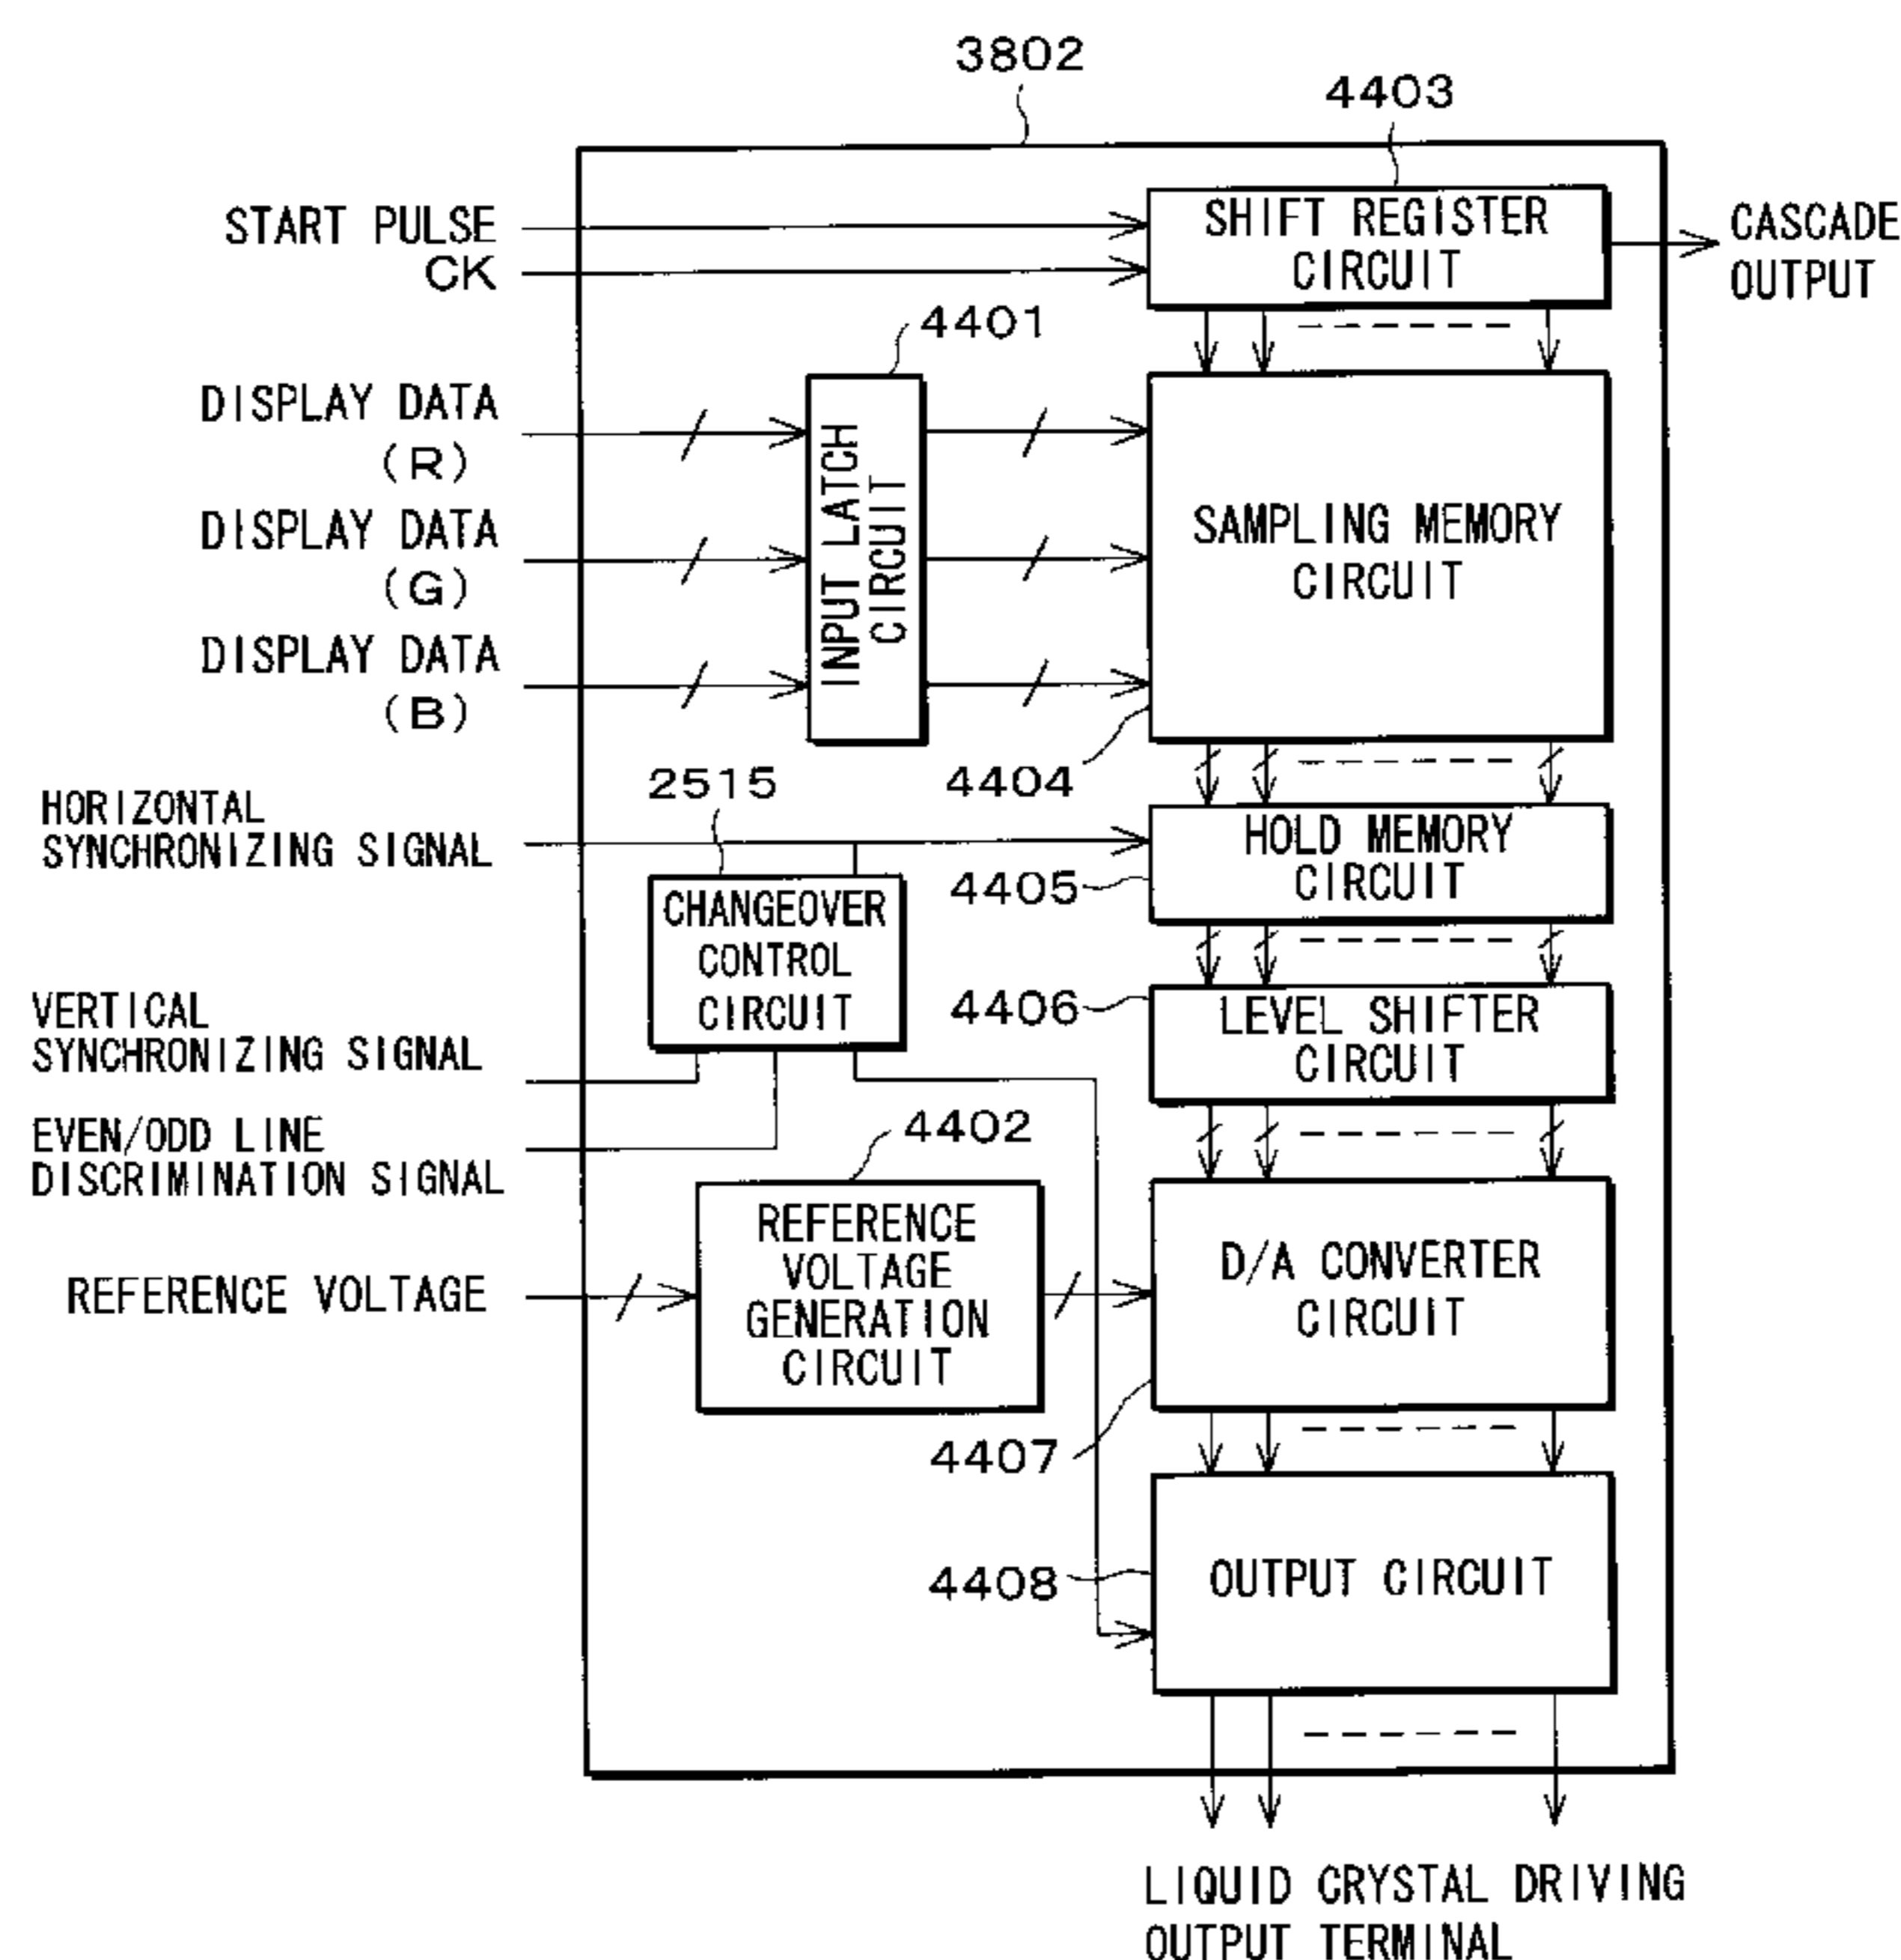 3802
4403
START PULSE
CK
SHIFT REGISTER
CIRCUIT
CASCADE
OUTPUT
4401
DISPLAY DATA
(R)
DISPLAY DATA
(G)
DISPLAY DATA
(B)
INPUT LATCH
CIRCUIT
SAMPLING MEMORY
CIRCUIT
4404
2515
HORIZONTAL
SYNCHRONIZING SIGNAL
HOLD MEMORY
CIRCUIT
4405
CHANGEOVER
CONTROL
CIRCUIT
VERTICAL
SYNCHRONIZING SIGNAL
4406
LEVEL SHIFTER
CIRCUIT
EVEN/ODD LINE
DISCRIMINATION SIGNAL
4402
REFERENCE VOLTAGE
REFERENCE
VOLTAGE
GENERATION
CIRCUIT
D/A CONVERTER
CIRCUIT
4407
4408
OUTPUT CIRCUIT
LIQUID CRYSTAL DRIVING
OUTPUT TERMINAL